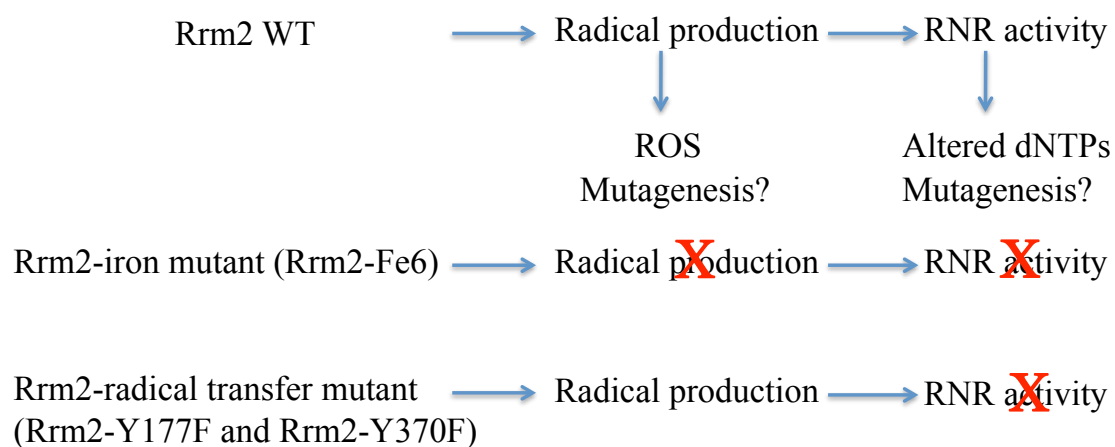 Rrm2 WT Radical production RNR activity
ROS Altered dNTPs
Mutagenesis? Mutagenesis?
Rrm2-iron mutant (Rrm2-Fe6) Radical production RNR activity
X X
Rrm2-radical transfer mutant Radical production RNR activity
X
(Rrm2-Y177F and Rrm2-Y370F)